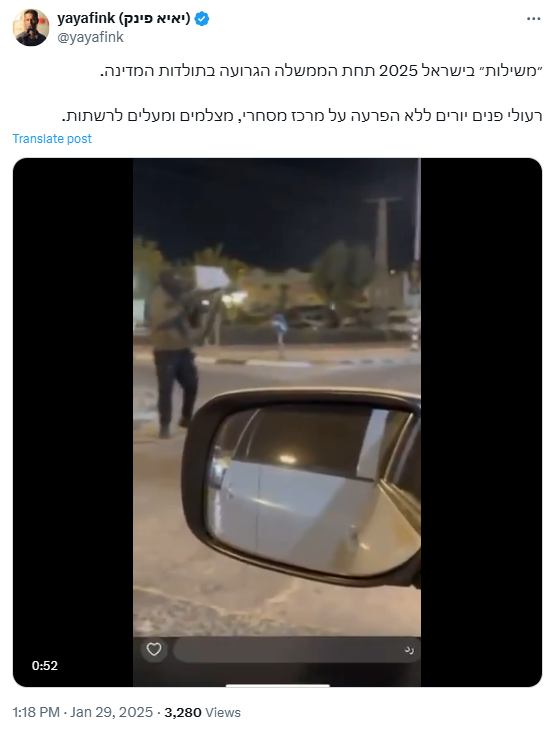 yayafink (יאיא פינק)
@yayafink
״משילות״ בישראל 2025 תחת הממשלה הגרועה בתולדות המדינה.
רעולי פנים יורים ללא הפרעה על מרכז מסחרי, מצלמים ומעלים לרשתות.
Translate post
رد
0:52
1:18 PM · Jan 29, 2025 · 3,280 Views